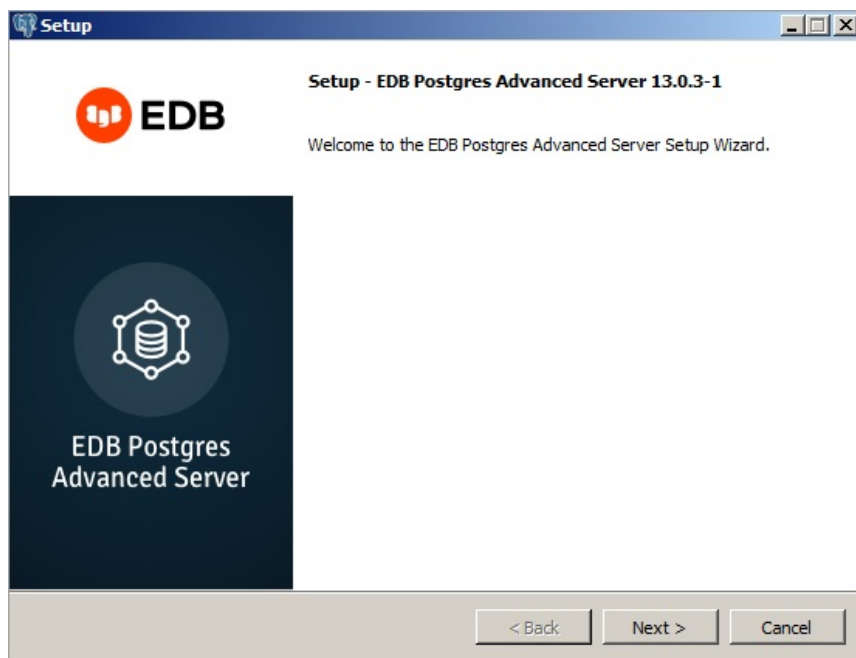 Setup
EDB
Setup - EDB Postgres Advanced Server 13.0.3-1
Welcome to the EDB Postgres Advanced Server Setup Wizard.
EDB Postgres
Advanced Server
< Back
Next >
Cancel